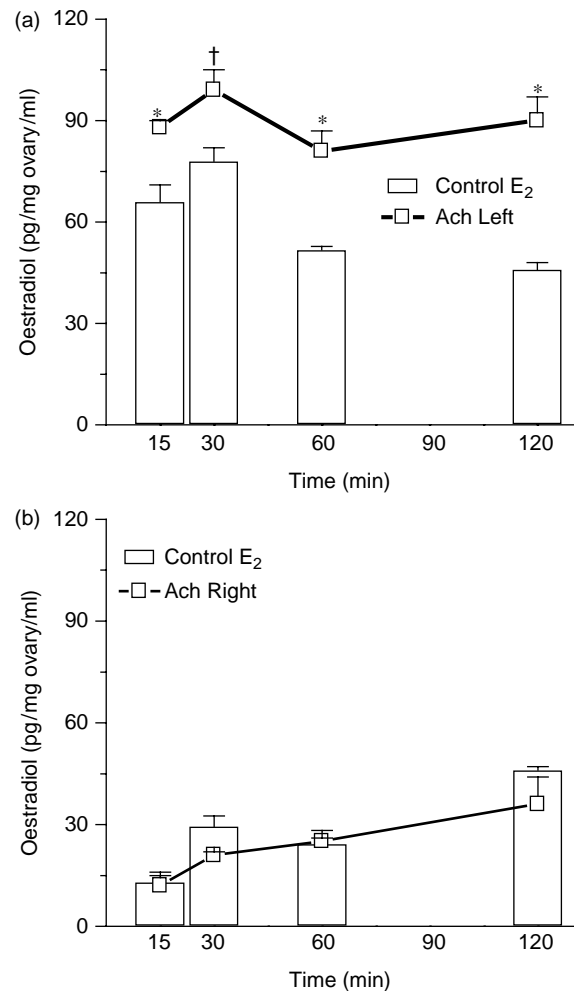 (a)
120
90
60
30
0
Oestradiol (pg/mg ovary/ml)
*
†
*
*
Control E₂
Ach Left
15 30 60 90 120
Time (min)
(b)
120
90
60
30
0
Oestradiol (pg/mg ovary/ml)
Control E₂
Ach Right
15 30 60 90 120
Time (min)